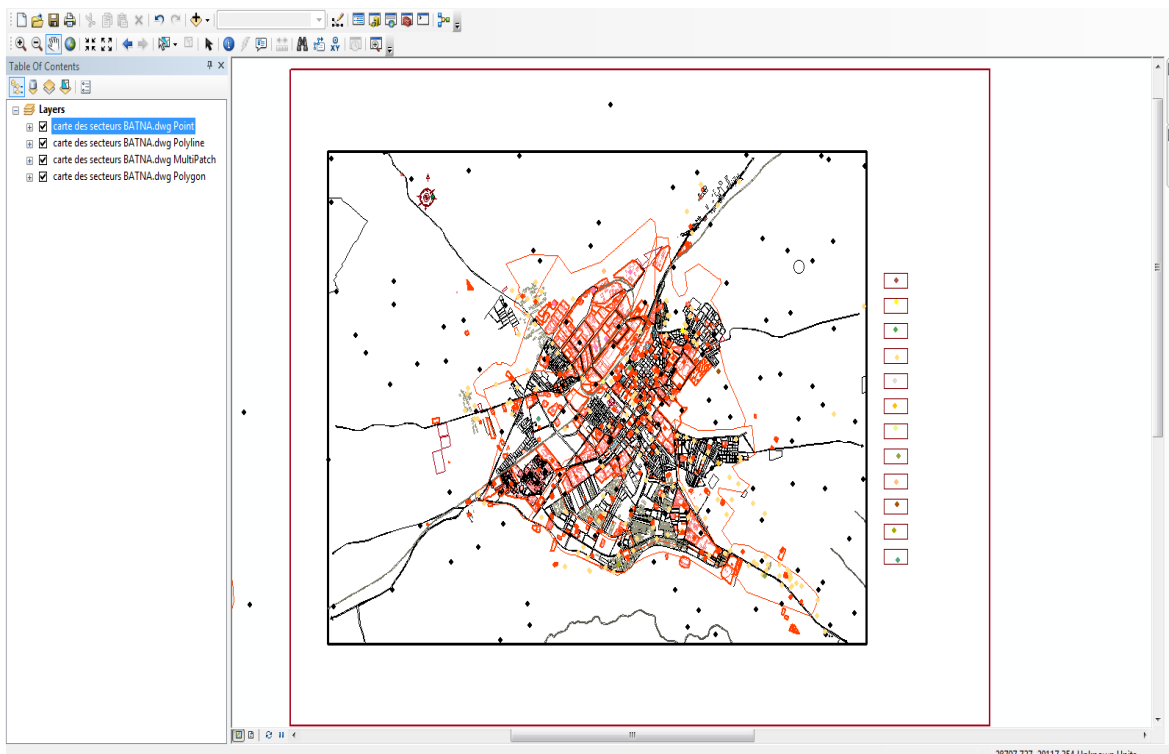 Table Of Contents
Layers
carte des secteurs BATNA.dwg Point
carte des secteurs BATNA.dwg Polyline
carte des secteurs BATNA.dwg MultiPatch
carte des secteurs BATNA.dwg Polygon
XY